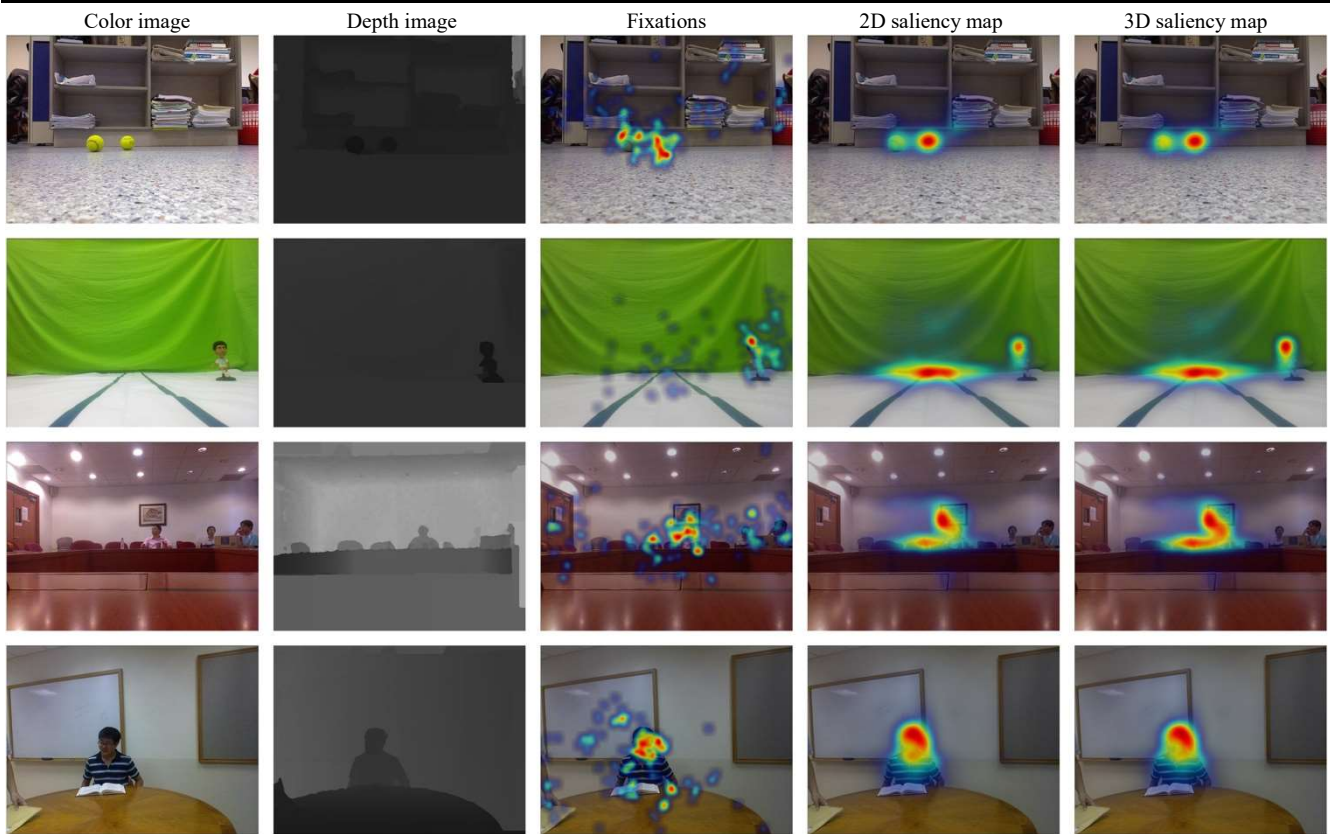 Color image
Depth image
Fixations
2D saliency map
3D saliency map